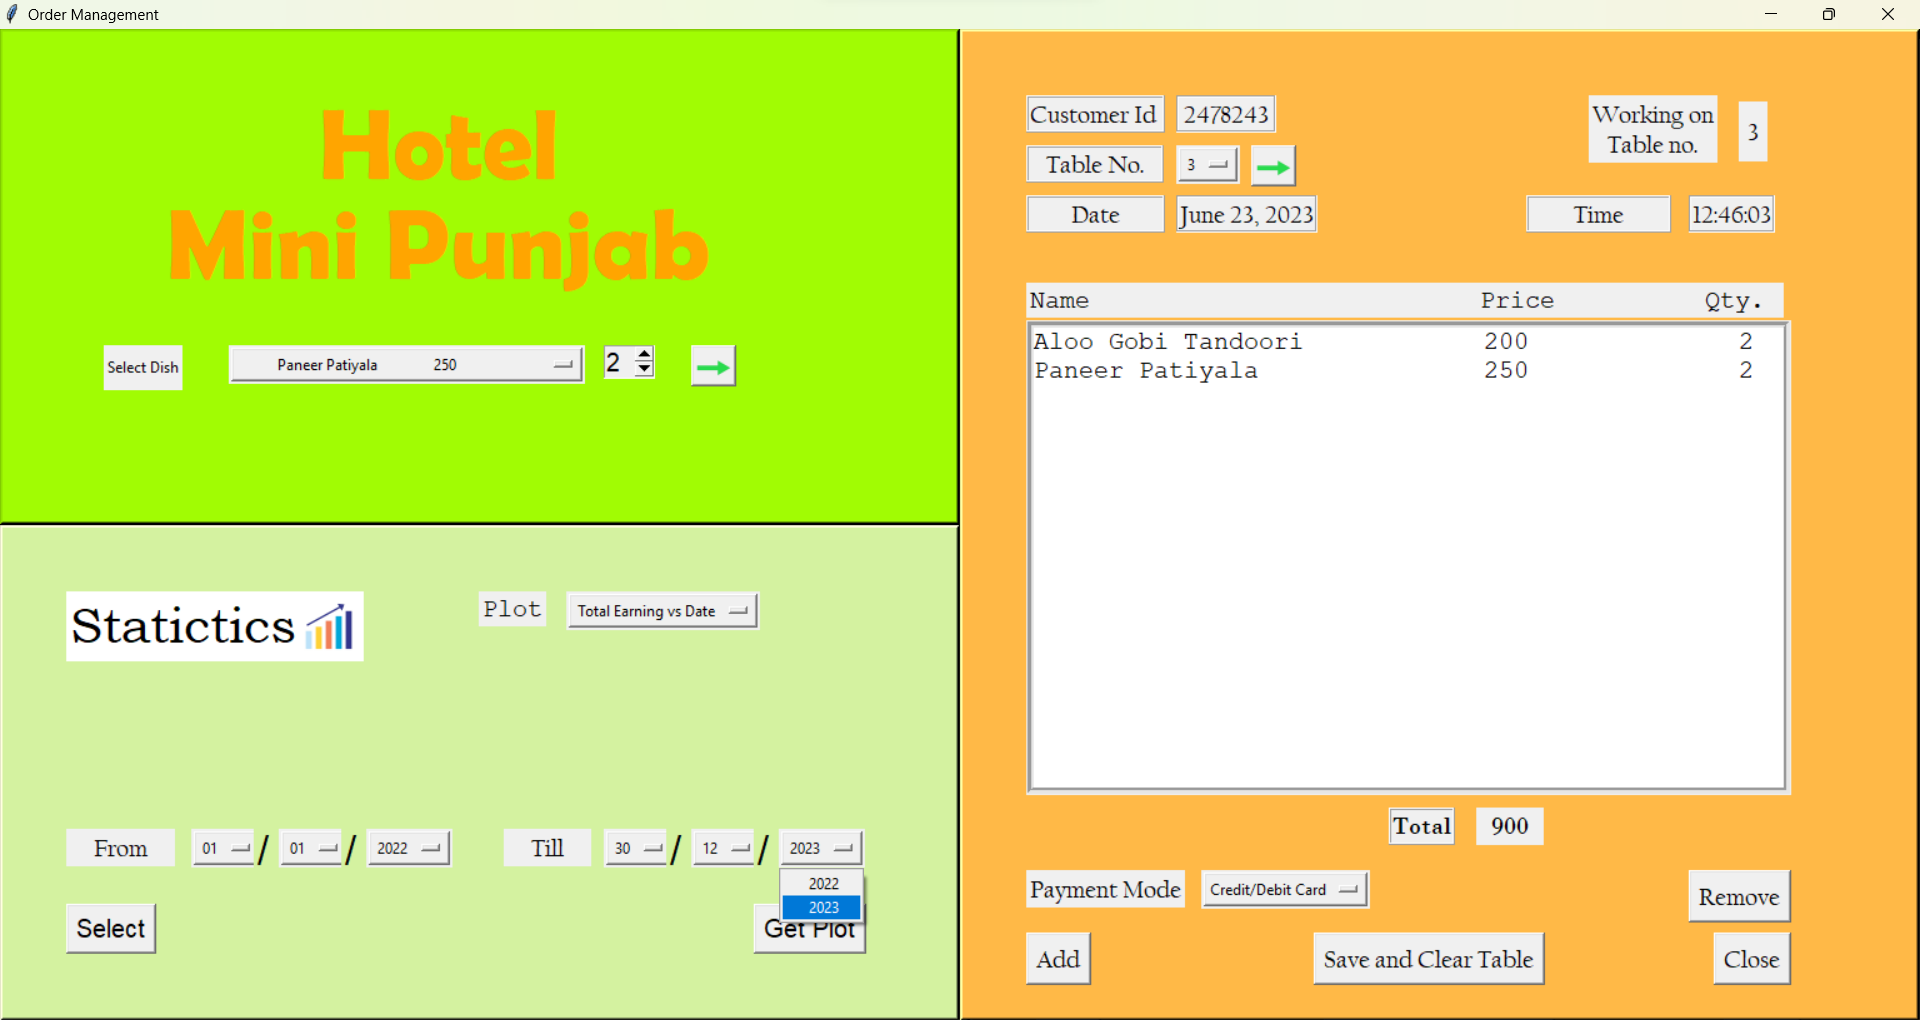 Order Management
Hotel
Mini Punjab
Select Dish Paneer Patiyala 250 2
Statictics
Plot Total Earning vs Date
From 01 / 01 / 2022 Till 30 / 12 / 2023
2022
2023
Select Get Plot
Customer Id 2478243
Working on
Table no. 3
Table No. 3
Date June 23, 2023 Time 12:46:03
Name Price Qty.
Aloo Gobi Tandoori 200 2
Paneer Patiyala 250 2
Total 900
Payment Mode Credit/Debit Card Remove
Add Save and Clear Table Close